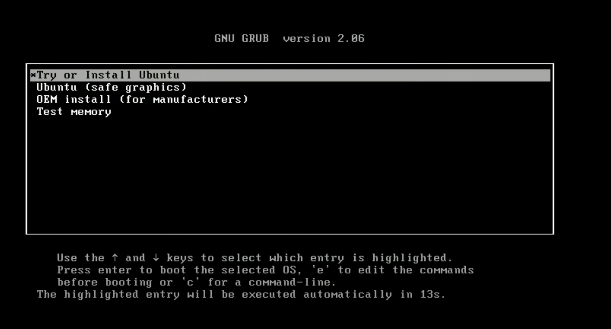 GNU GRUB  version 2.06
*Try or Install Ubuntu
Ubuntu (safe graphics)
OEM install (for manufacturers)
Test memory
Use the ↑ and ↓ keys to select which entry is highlighted.
Press enter to boot the selected OS, `e' to edit the commands
before booting or `c' for a command-line.
The highlighted entry will be executed automatically in 13s.